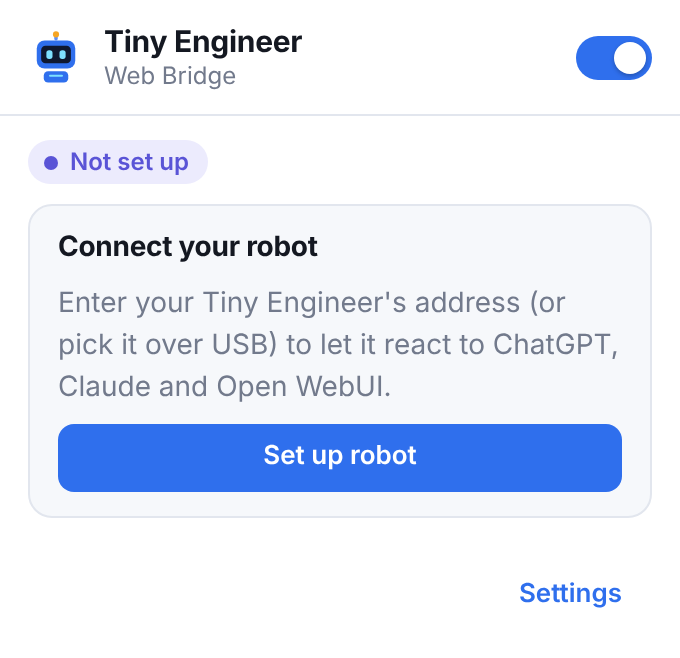 Tiny Engineer
Web Bridge
Not set up
Connect your robot
Enter your Tiny Engineer's address (or
pick it over USB) to let it react to ChatGPT,
Claude and Open WebUI.
Set up robot
Settings